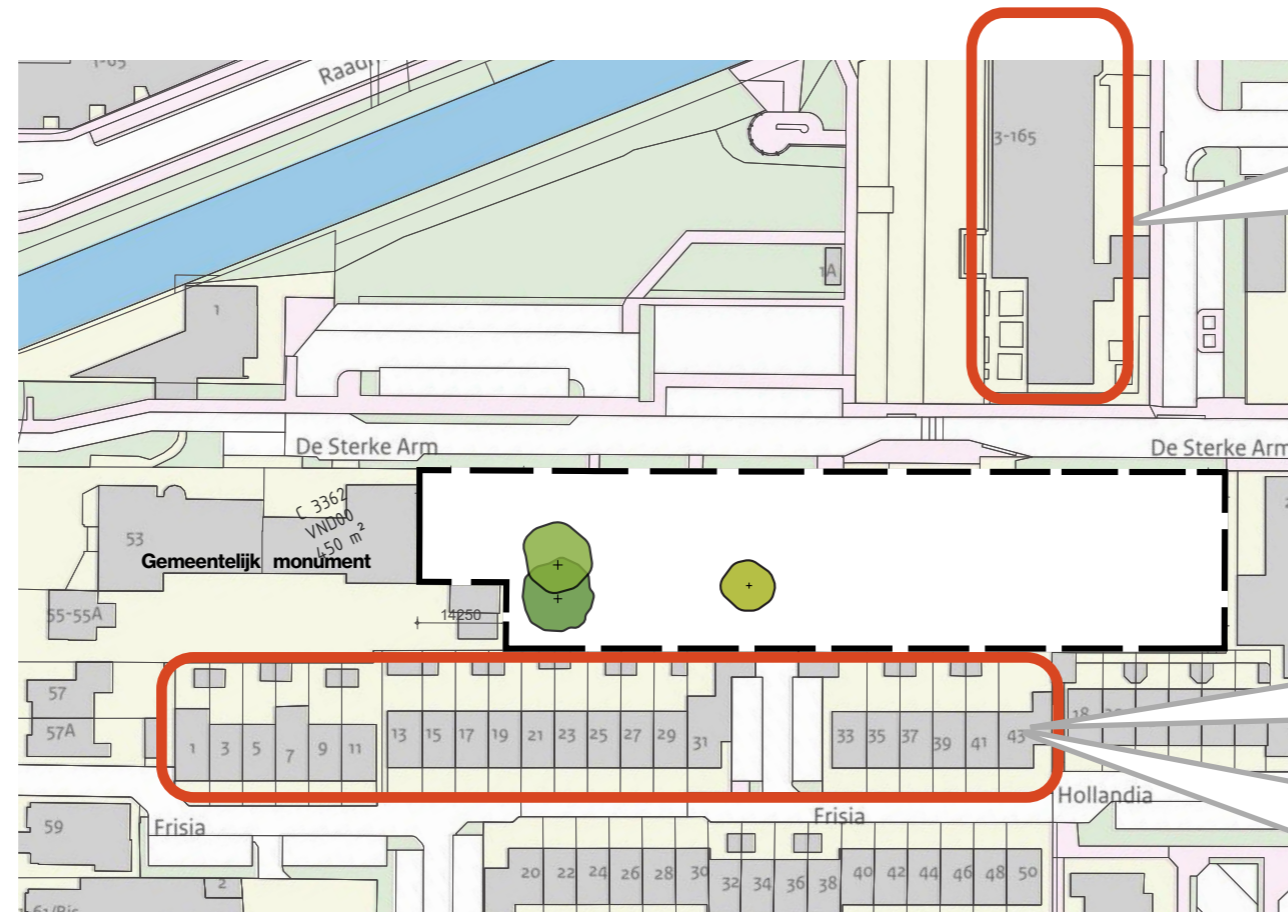 1-65
3-165
1A
1
De Sterke Arm
De Sterke Arm
C 3362
VND00
450 m²
53
Gemeentelijk monument
55-55A
14250
57
57A
1 3 5 7 9 11 13 15 17 19 21 23 25 27 29 31 33 35 37 39 41 43 18
59
Frisia
Frisia
Hollandia
20 22 24 26 28 30 32 34 36 38 40 42 44 46 48 50
2